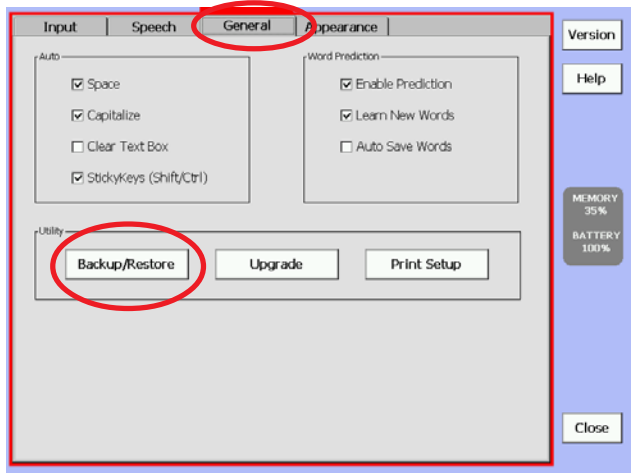 Input Speech General Appearance
Auto
Space
Capitalize
Clear Text Box
StickyKeys (Shift/Ctrl)
Word Prediction
Enable Prediction
Learn New Words
Auto Save Words
Utility
Backup/Restore Upgrade Print Setup
Version
Help
MEMORY
35%
BATTERY
100%
Close